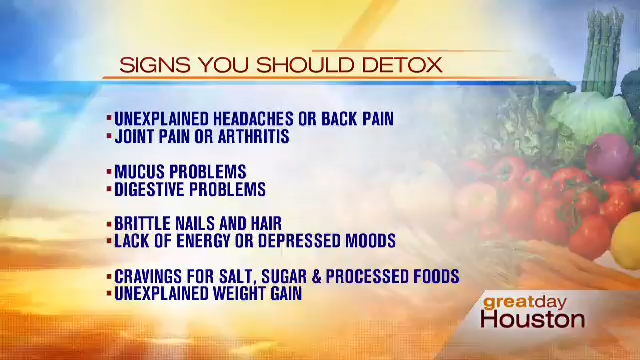 SIGNS YOU SHOULD DETOX
▪UNEXPLAINED HEADACHES OR BACK PAIN
▪JOINT PAIN OR ARTHRITIS
▪MUCUS PROBLEMS
▪DIGESTIVE PROBLEMS
▪BRITTLE NAILS AND HAIR
▪LACK OF ENERGY OR DEPRESSED MOODS
▪CRAVINGS FOR SALT, SUGAR & PROCESSED FOODS
▪UNEXPLAINED WEIGHT GAIN
greatday
Houston